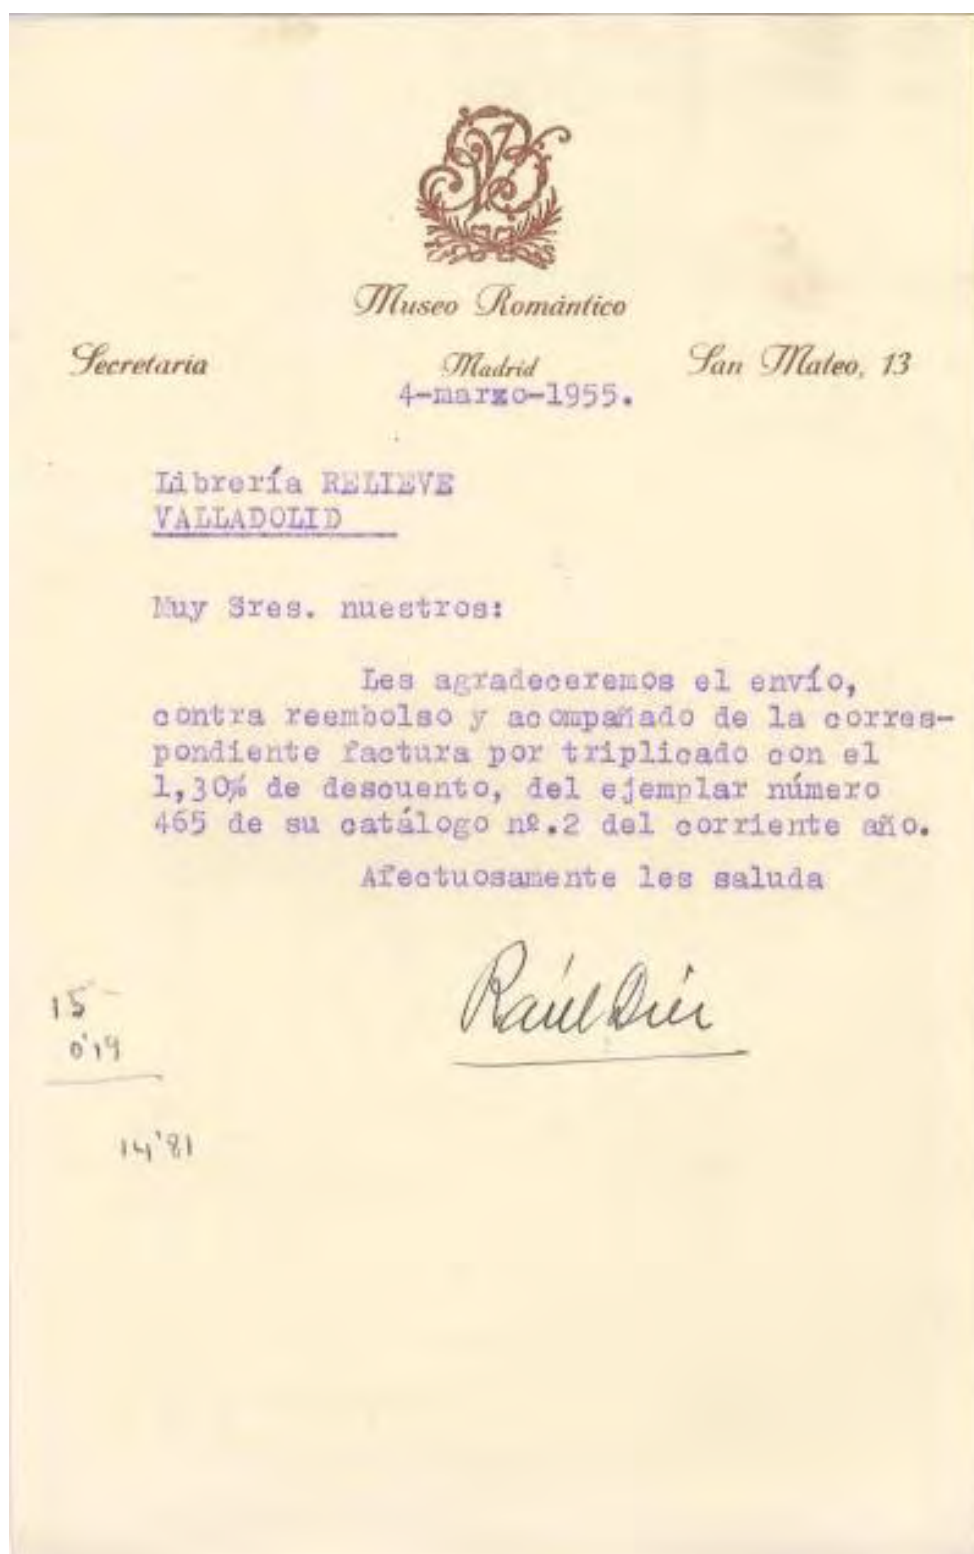 Museo Romántico
Secretaria Madrid San Mateo, 13
4-marzo-1955.
Librería RELIEVE
VALLADOLID
Muy Sres. nuestros:
Les agradeceremos el envío,
contra reembolso y acompañado de la corres-
pondiente factura por triplicado con el
1,30% de descuento, del ejemplar número
465 de su catálogo nº.2 del corriente año.
Afectuosamente les saluda
Raúl
15
0'19
14'81